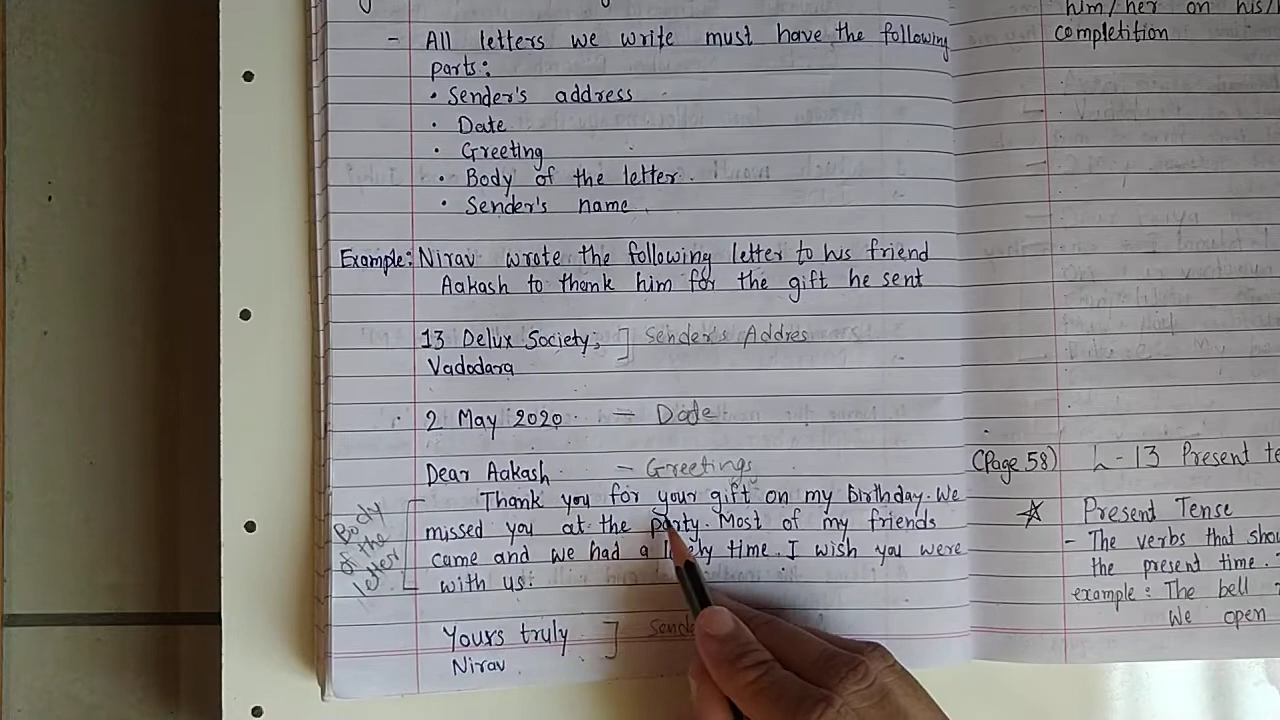 - All letters we write must have the following
parts:
• Sender's address
• Date
• Greeting
• Body of the letter.
• Sender's name
Example: Nirav wrote the following letter to his friend
Aakash to thank him for the gift he sent
13 Delux Society, ] Sender's Addres
Vadodara
2 May 2020 - Date
Dear Aakash - Greetings
Body of the letter
Thank you for your gift on my birthday. We
missed you at the party. Most of my friends
came and we had a lovely time. I wish you were
with us.
Yours truly ]
Nirav
him/her on his/
completition
(Page 58) L-13 Present te
☆ Present Tense
- The verbs that sho
the present time.
example: The bell
We open